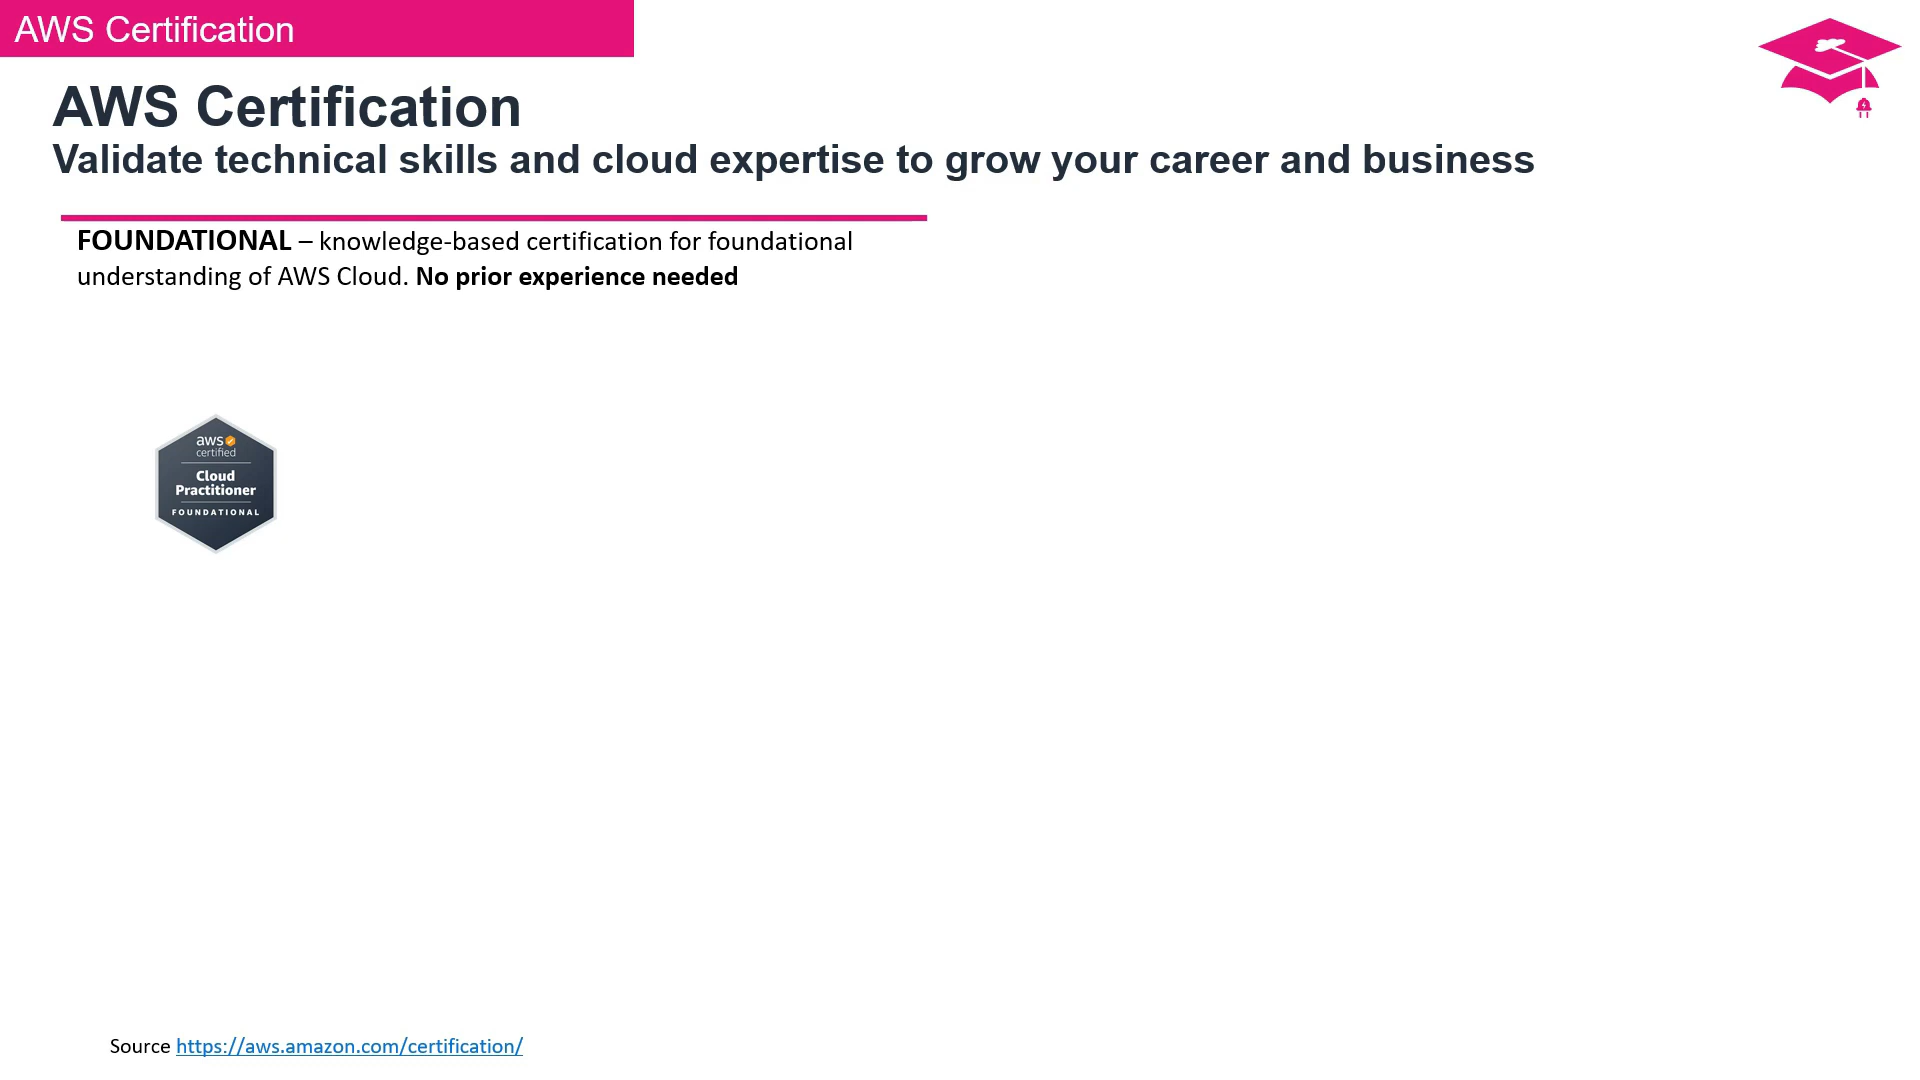 AWS Certification
AWS Certification
Validate technical skills and cloud expertise to grow your career and business
FOUNDATIONAL – knowledge-based certification for foundational
understanding of AWS Cloud. No prior experience needed
aws
certified
Cloud
Practitioner
FOUNDATIONAL
Source https://aws.amazon.com/certification/